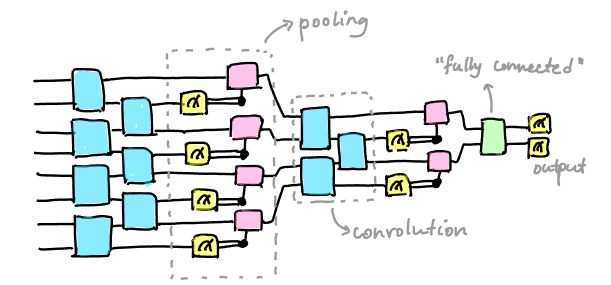 pooling
"fully connected"
output
convolution